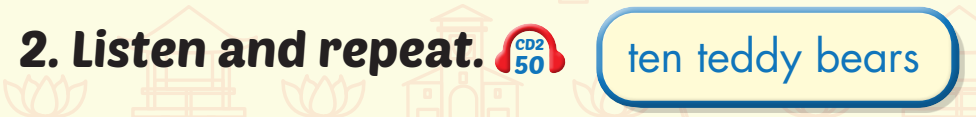 2. Listen and repeat.
CD2
50
ten teddy bears